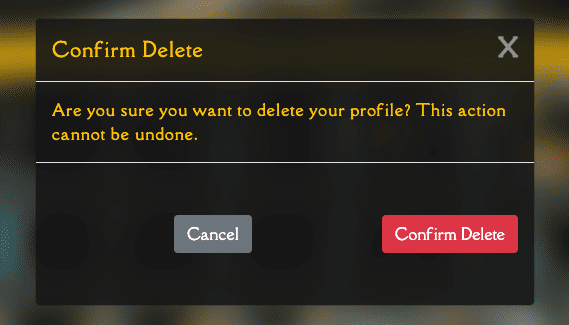 Confirm Delete X
Are you sure you want to delete your profile? This action
cannot be undone.
Cancel Confirm Delete